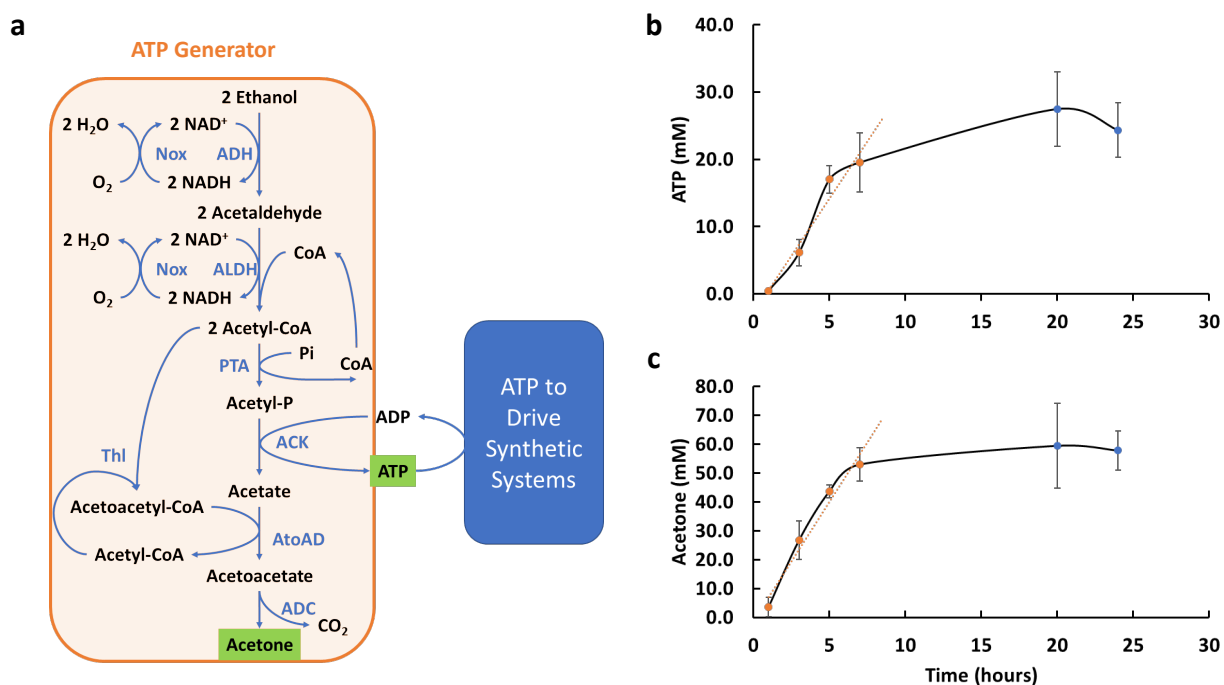 a
ATP Generator
2 Ethanol
2 H₂O
2 NAD⁺
Nox
ADH
O₂
2 NADH
2 Acetaldehyde
2 H₂O
2 NAD⁺
CoA
Nox
ALDH
O₂
2 NADH
2 Acetyl-CoA
Pi
PTA
CoA
Acetyl-P
ADP
ACK
ATP
Thl
Acetate
Acetoacetyl-CoA
AtoAD
Acetyl-CoA
Acetoacetate
ADC
CO₂
Acetone
ATP to
Drive
Synthetic
Systems
b
40.0
30.0
20.0
10.0
0.0
ATP (mM)
0 5 10 15 20 25 30
c
80.0
70.0
60.0
50.0
40.0
30.0
20.0
10.0
0.0
Acetone (mM)
0 5 10 15 20 25 30
Time (hours)